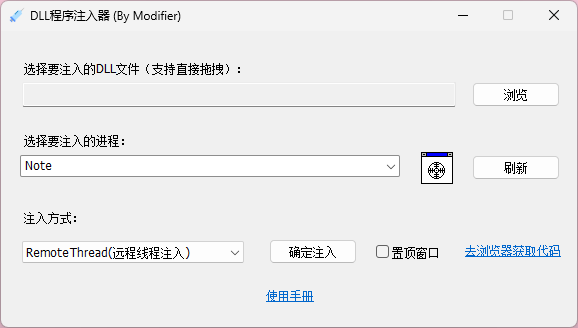 DLL程序注入器 (By Modifier)
选择要注入的DLL文件（支持直接拖拽）：
浏览
选择要注入的进程：
Note
刷新
注入方式：
RemoteThread(远程线程注入)
确定注入
置顶窗口
去浏览器获取代码
使用手册